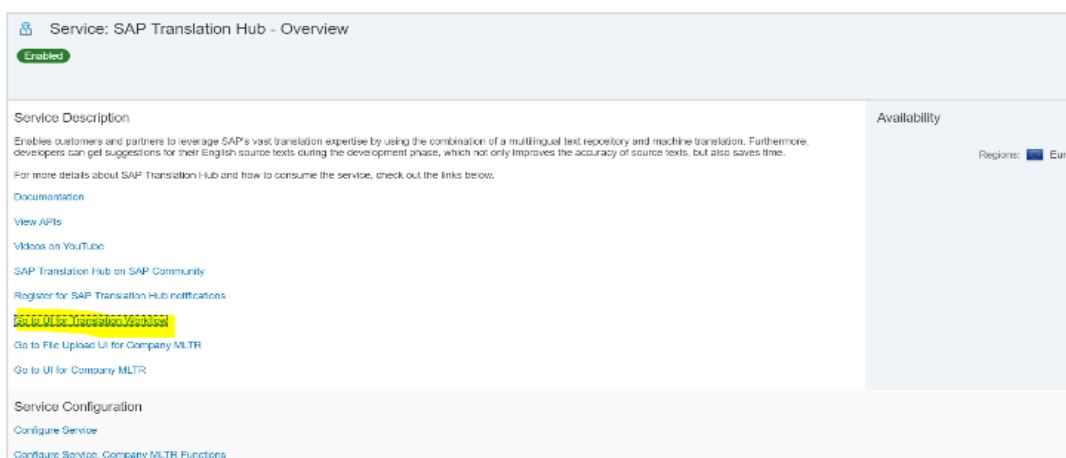 Service: SAP Translation Hub - Overview
Enabled
Service Description
Enables customers and partners to leverage SAP's vast translation expertise by using the combination of a multilingual text repository and machine translation. Furthermore,
developers can get suggestions for their English source texts during the development phase, which not only improves the accuracy of source texts, but also saves time.
For more details about SAP Translation Hub and how to consume the service, check out the links below.
Documentation
View APIs
Videos on YouTube
SAP Translation Hub on SAP Community
Register for SAP Translation Hub notifications
Go to UI for Translation Workflow
Go to File Upload UI for Company MLTR
Go to UI for Company MLTR
Availability
Regions: Eur
Service Configuration
Configure Service
Configure Service: Company MLTR Functions